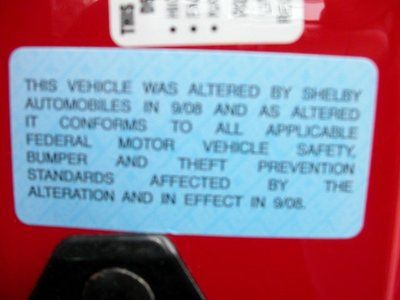 THIS
THIS VEHICLE WAS ALTERED BY SHELBY
AUTOMOBILES IN 9/08 AND AS ALTERED
IT CONFORMS TO ALL APPLICABLE
FEDERAL MOTOR VEHICLE SAFETY,
BUMPER AND THEFT PREVENTION
STANDARDS AFFECTED BY THE
ALTERATION AND IN EFFECT IN 9/08.